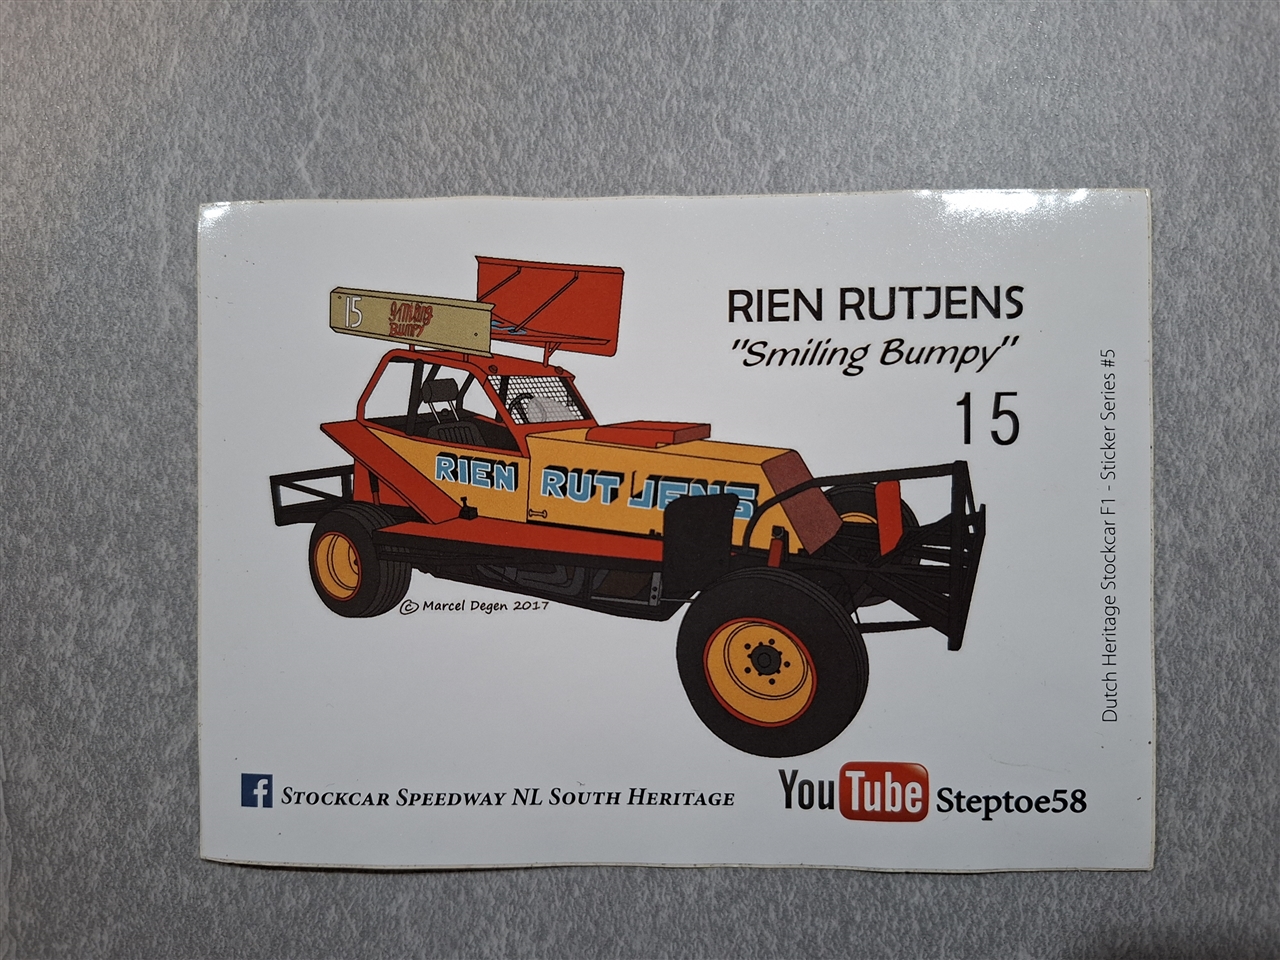 RIEN RUTJENS
"Smiling Bumpy"
15
15
Smiling
Bumpy
RIEN RUTJENS
© Marcel Degen 2017
Dutch Heritage Stockcar F1 - Sticker Series #5
f STOCKCAR SPEEDWAY NL SOUTH HERITAGE
YouTube Steptoe58